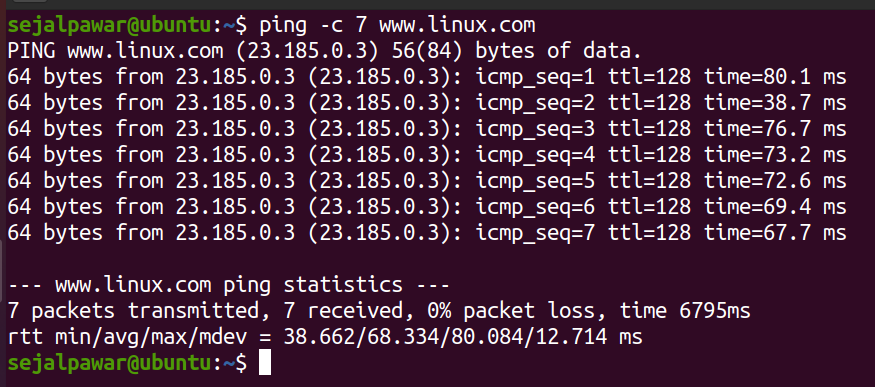 sejalpawar@ubuntu:~$ ping -c 7 www.linux.com
PING www.linux.com (23.185.0.3) 56(84) bytes of data.
64 bytes from 23.185.0.3 (23.185.0.3): icmp_seq=1 ttl=128 time=80.1 ms
64 bytes from 23.185.0.3 (23.185.0.3): icmp_seq=2 ttl=128 time=38.7 ms
64 bytes from 23.185.0.3 (23.185.0.3): icmp_seq=3 ttl=128 time=76.7 ms
64 bytes from 23.185.0.3 (23.185.0.3): icmp_seq=4 ttl=128 time=73.2 ms
64 bytes from 23.185.0.3 (23.185.0.3): icmp_seq=5 ttl=128 time=72.6 ms
64 bytes from 23.185.0.3 (23.185.0.3): icmp_seq=6 ttl=128 time=69.4 ms
64 bytes from 23.185.0.3 (23.185.0.3): icmp_seq=7 ttl=128 time=67.7 ms
--- www.linux.com ping statistics ---
7 packets transmitted, 7 received, 0% packet loss, time 6795ms
rtt min/avg/max/mdev = 38.662/68.334/80.084/12.714 ms
sejalpawar@ubuntu:~$